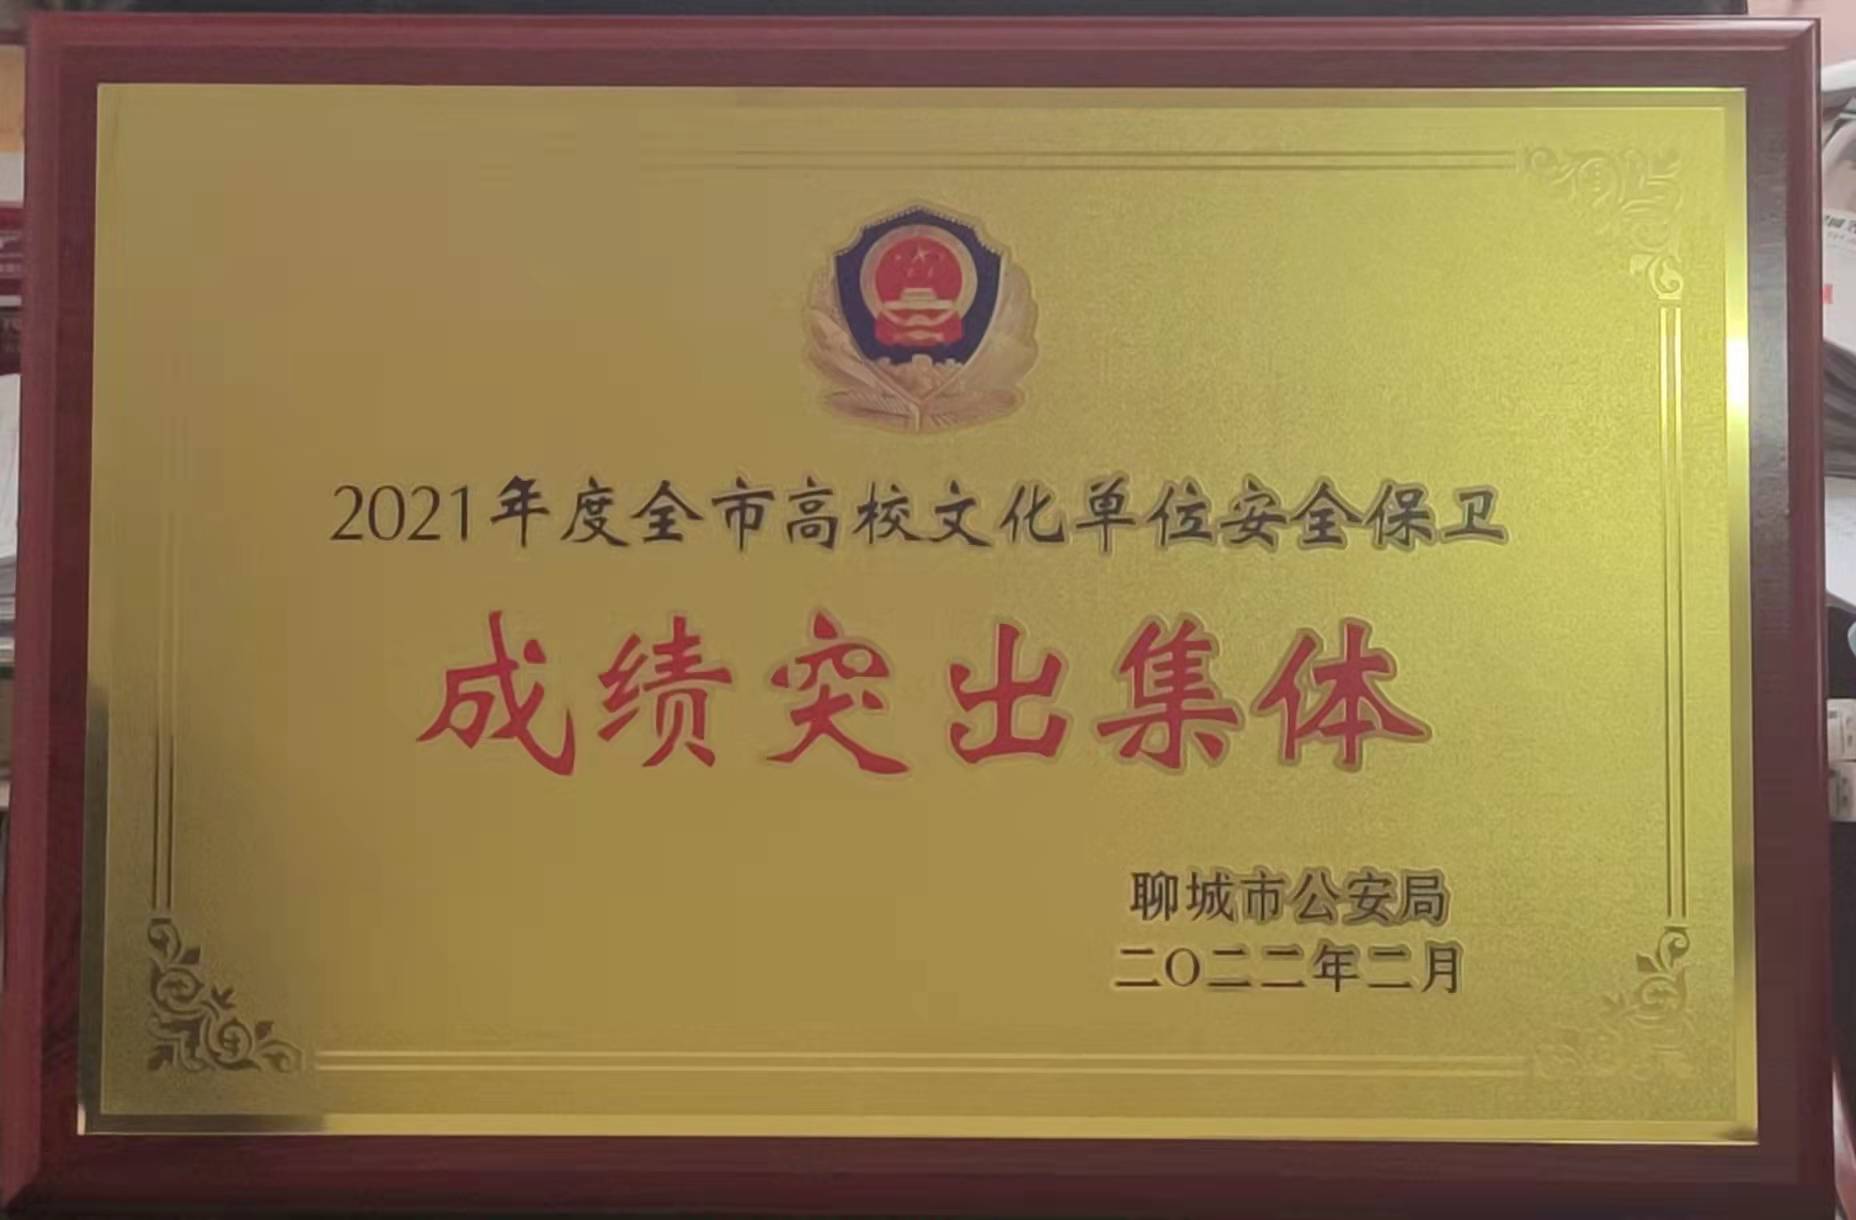 2021年度全市高校文化单位安全保卫
成绩突出集体
聊城市公安局
二〇二二年二月